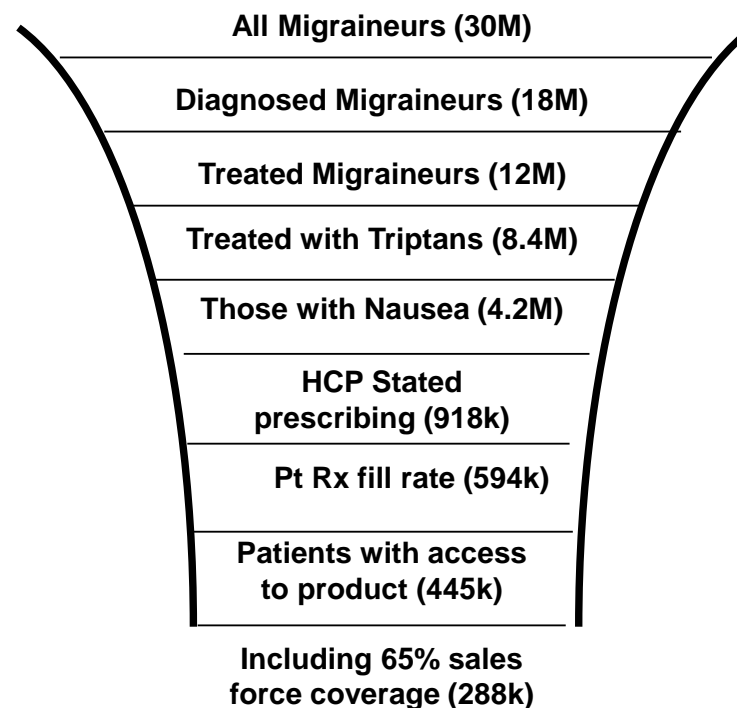 All Migraineurs (30M)
Diagnosed Migraineurs (18M)
Treated Migraineurs (12M)
Treated with Triptans (8.4M)
Those with Nausea (4.2M)
HCP Stated
prescribing (918k)
Pt Rx fill rate (594k)
Patients with access
to product (445k)
Including 65% sales
force coverage (288k)